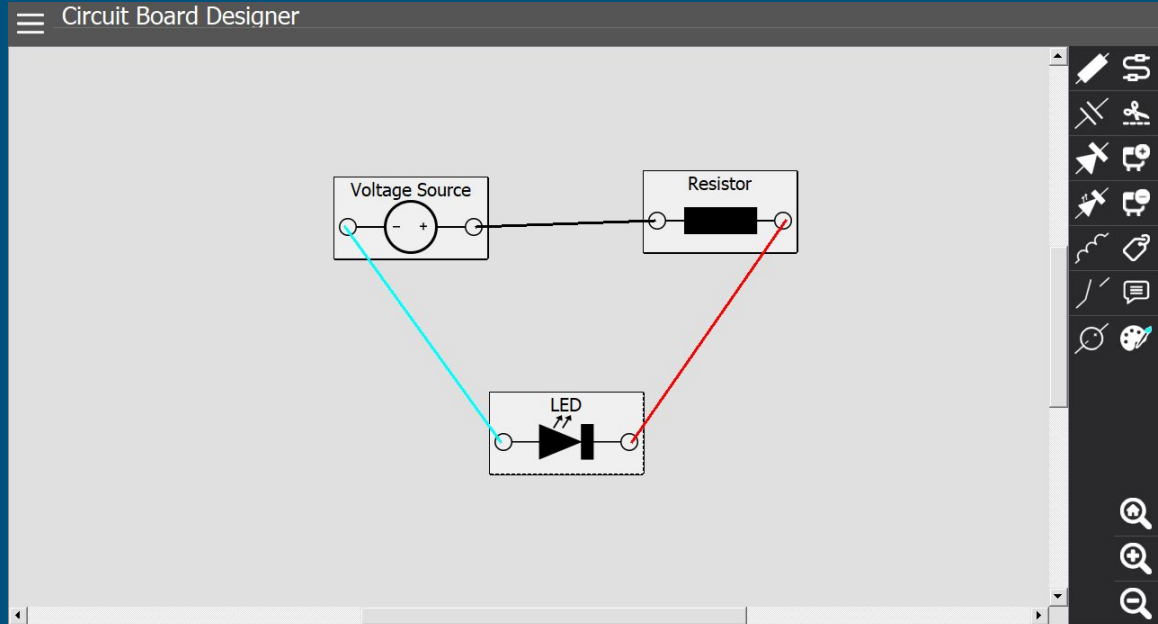 Circuit Board Designer
Voltage Source
- +
Resistor
LED